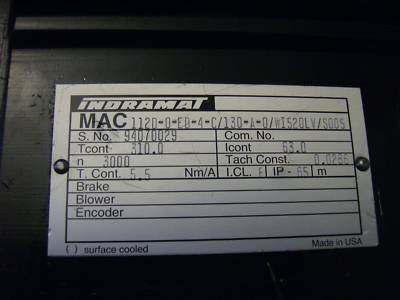 INDRAMAT
MAC 112D-0-ED-4-C/130-A-0/WI520LV/S005
S. No. 94070029 Com. No.
Tcont 310.0 Icont 63.0
n 3000 Tach Const. 0.0286
T. Cont. 5.5 Nm/A I.CL. F IP - 65 m
Brake
Blower
Encoder
( ) surface cooled Made in USA